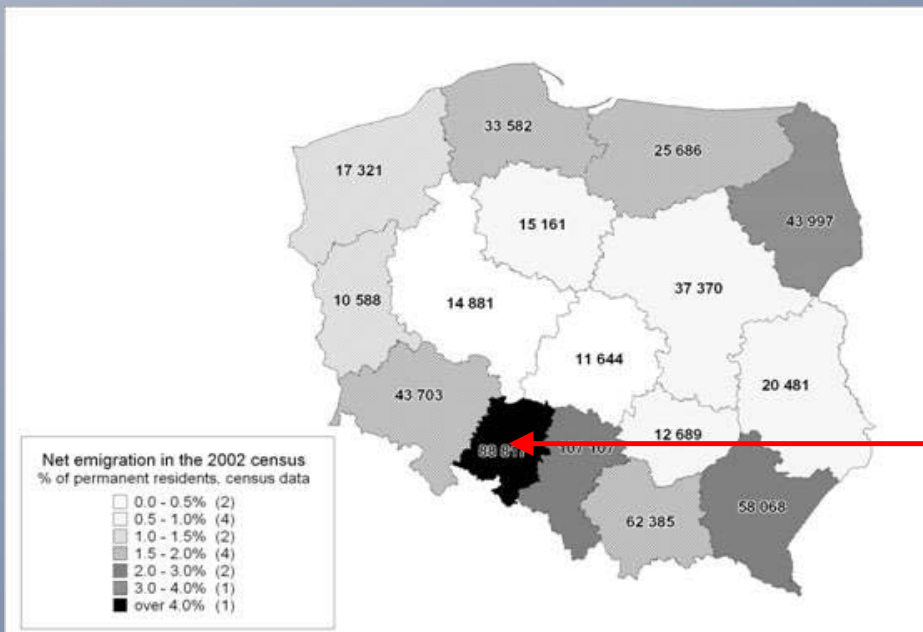 33 582
25 686
17 321
43 997
15 161
37 370
10 588
14 881
11 644
20 481
43 703
12 689
107 107
58 068
62 385
Net emigration in the 2002 census
% of permanent residents, census data
0.0 - 0.5% (2)
0.5 - 1.0% (4)
1.0 - 1.5% (2)
1.5 - 2.0% (4)
2.0 - 3.0% (2)
3.0 - 4.0% (1)
over 4.0% (1)